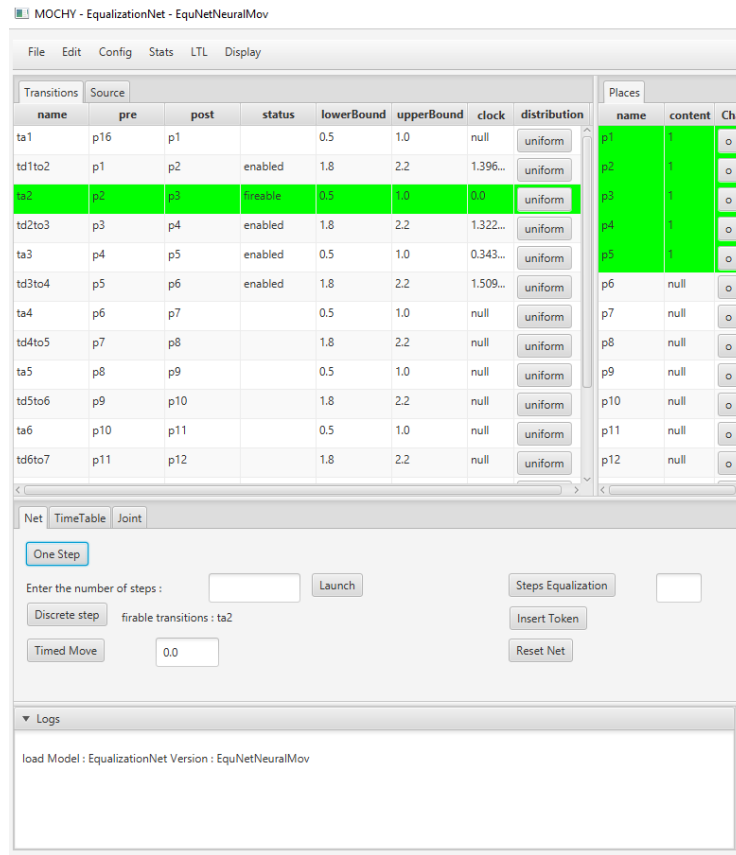 MOCHY - EqualizationNet - EquNetNeuralMov
File Edit Config Stats LTL Display
Transitions Source
Places
name pre post status lowerBound upperBound clock distribution
name content Ch
ta1 p16 p1 0.5 1.0 null uniform
p1 1 o
td1to2 p1 p2 enabled 1.8 2.2 1.396... uniform
p2 1 o
ta2 p2 p3 fireable 0.5 1.0 0.0 uniform
p3 1 o
td2to3 p3 p4 enabled 1.8 2.2 1.322... uniform
p4 1 o
ta3 p4 p5 enabled 0.5 1.0 0.343... uniform
p5 1 o
td3to4 p5 p6 enabled 1.8 2.2 1.509... uniform
p6 null o
ta4 p6 p7 0.5 1.0 null uniform
p7 null o
td4to5 p7 p8 1.8 2.2 null uniform
p8 null o
ta5 p8 p9 0.5 1.0 null uniform
p9 null o
td5to6 p9 p10 1.8 2.2 null uniform
p10 null o
ta6 p10 p11 0.5 1.0 null uniform
p11 null o
td6to7 p11 p12 1.8 2.2 null uniform
p12 null o
Net TimeTable Joint
One Step
Enter the number of steps : Launch Steps Equalization
Discrete step firable transitions : ta2 Insert Token
Timed Move 0.0 Reset Net
Logs
load Model : EqualizationNet Version : EquNetNeuralMov